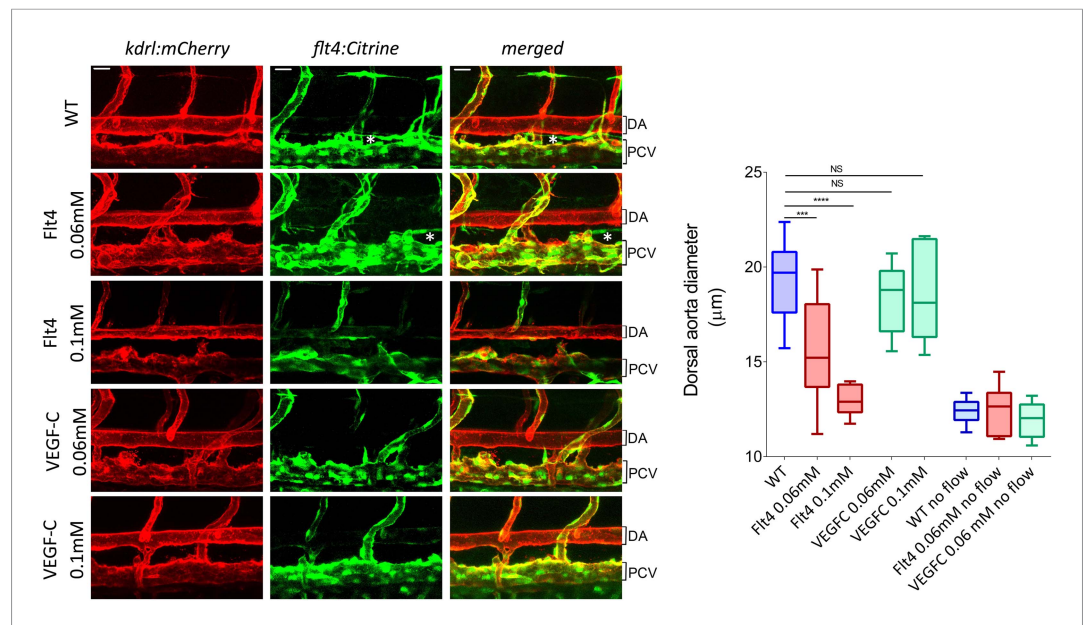 kdrl:mCherry flt4:Citrine merged
WT
* *
DA
PCV
Flt4
0.06mM
DA
* *
PCV
Flt4
0.1mM
DA
PCV
VEGF-C
0.06mM
DA
PCV
VEGF-C
0.1mM
DA
PCV
Dorsal aorta diameter
(μm)
25
20
15
10
NS
NS
****
***
WT
Flt4 0.06mM
Flt4 0.1mM
VEGFC 0.06mM
VEGFC 0.1mM
WT no flow
Flt4 0.06mM no flow
VEGFC 0.06 mM no flow